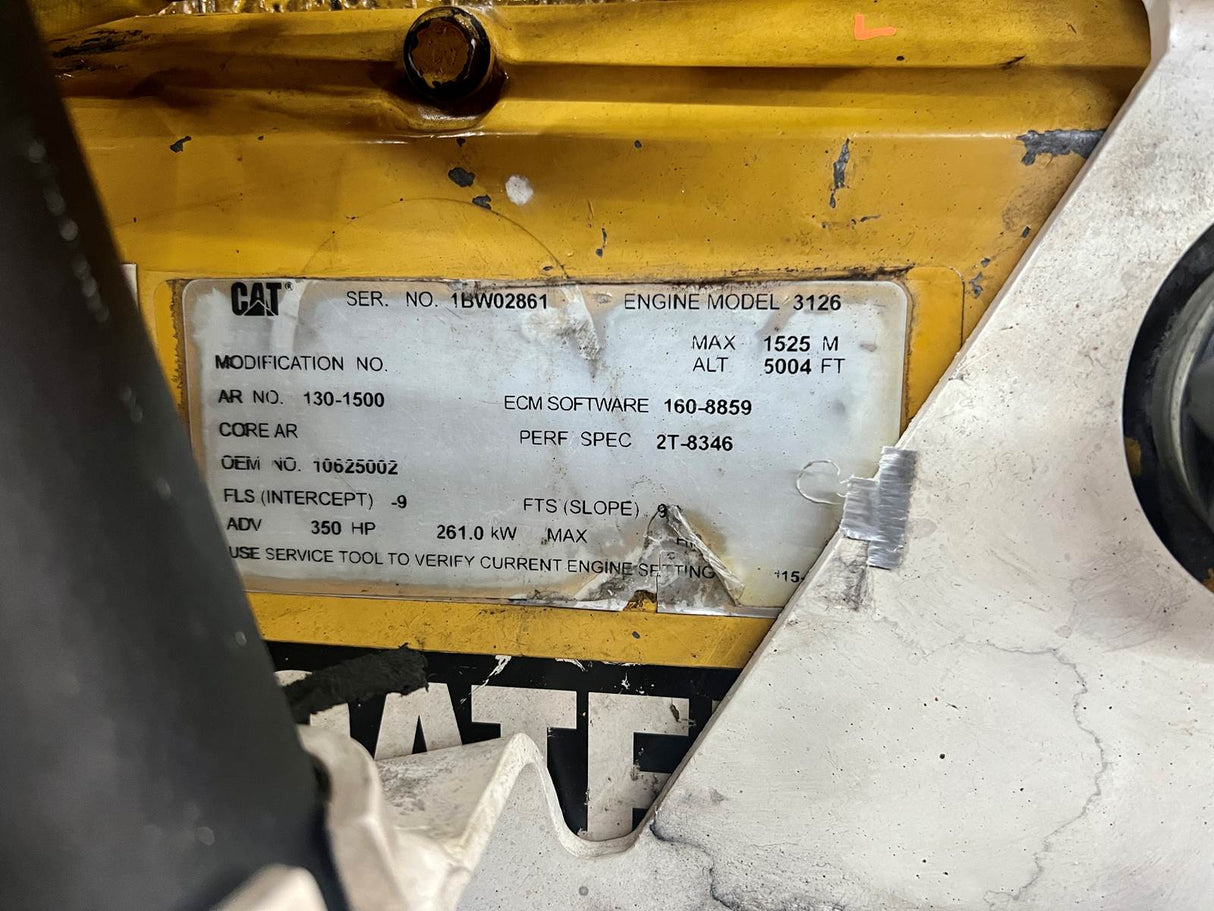 CAT® SER. NO. 1BW02861 ENGINE MODEL 3126
MAX 1525 M
MODIFICATION NO. ALT 5004 FT
AR NO. 130-1500 ECM SOFTWARE 160-8859
CORE AR PERF SPEC 2T-8346
OEM NO. 10625002
FLS (INTERCEPT) -9 FTS (SLOPE) 9
ADV 350 HP 261.0 kW MAX
USE SERVICE TOOL TO VERIFY CURRENT ENGINE SETTING
ATE